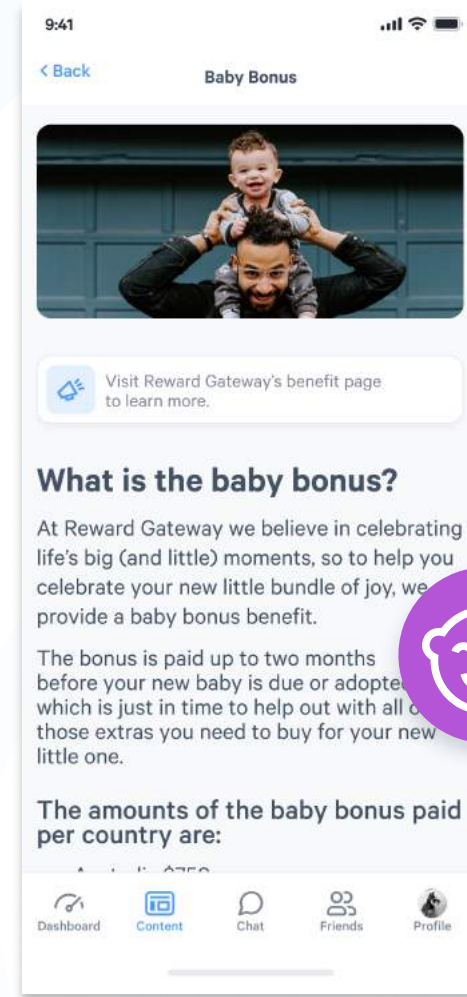 9:41
< Back
Baby Bonus
Visit Reward Gateway's benefit page
to learn more.
What is the baby bonus?
At Reward Gateway we believe in celebrating
life's big (and little) moments, so to help you
celebrate your new little bundle of joy, we
provide a baby bonus benefit.
The bonus is paid up to two months
before your new baby is due or adopte
which is just in time to help out with all
those extras you need to buy for your new
little one.
The amounts of the baby bonus paid
per country are:
Dashboard
Content
Chat
Friends
Profile